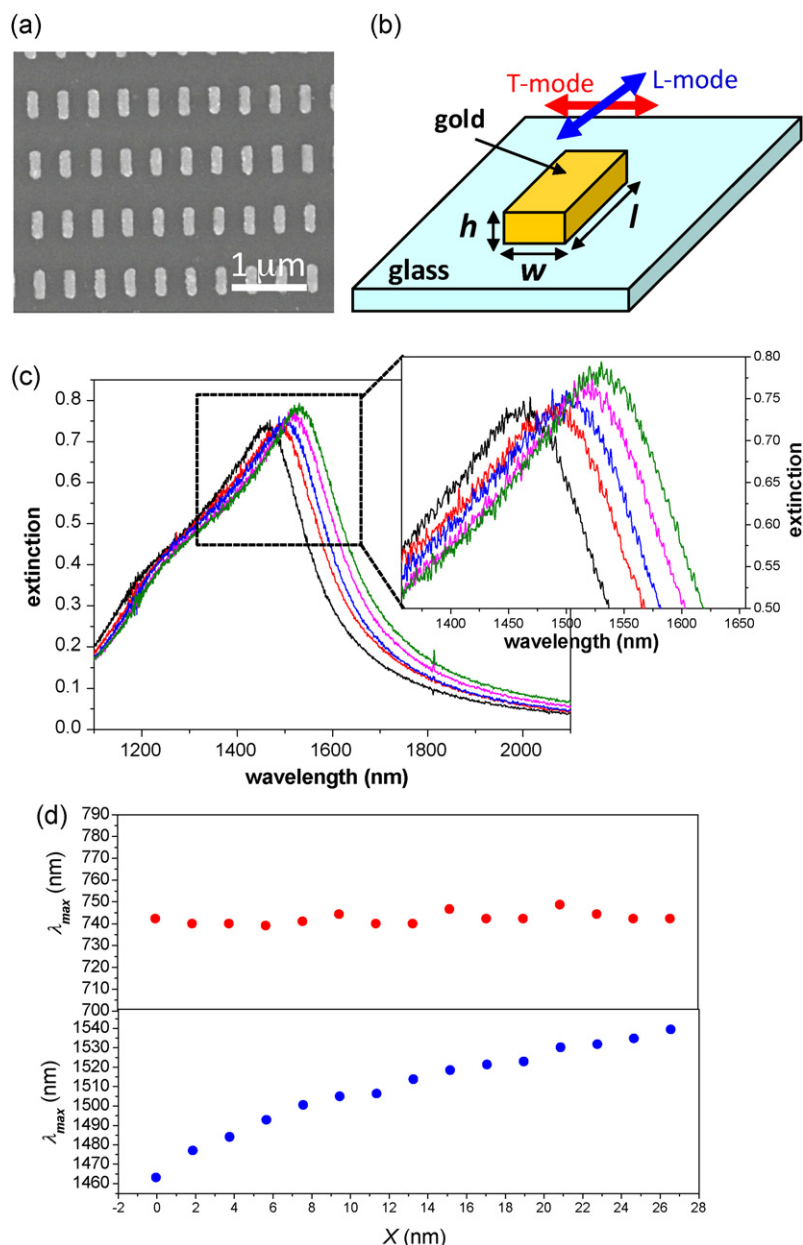 (a)
1 μm
(b)
T-mode
L-mode
gold
h
w
l
glass
(c)
extinction
0.8
0.7
0.6
0.5
0.4
0.3
0.2
0.1
0.0
1200
1400
1600
1800
2000
wavelength (nm)
0.80
0.75
0.70
0.65
0.60
0.55
0.50
extinction
1400
1450
1500
1550
1600
1650
wavelength (nm)
(d)
λmax (nm)
790
780
770
760
750
740
730
720
710
700
λmax (nm)
1540
1530
1520
1510
1500
1490
1480
1470
1460
-2 0 2 4 6 8 10 12 14 16 18 20 22 24 26 28
X (nm)